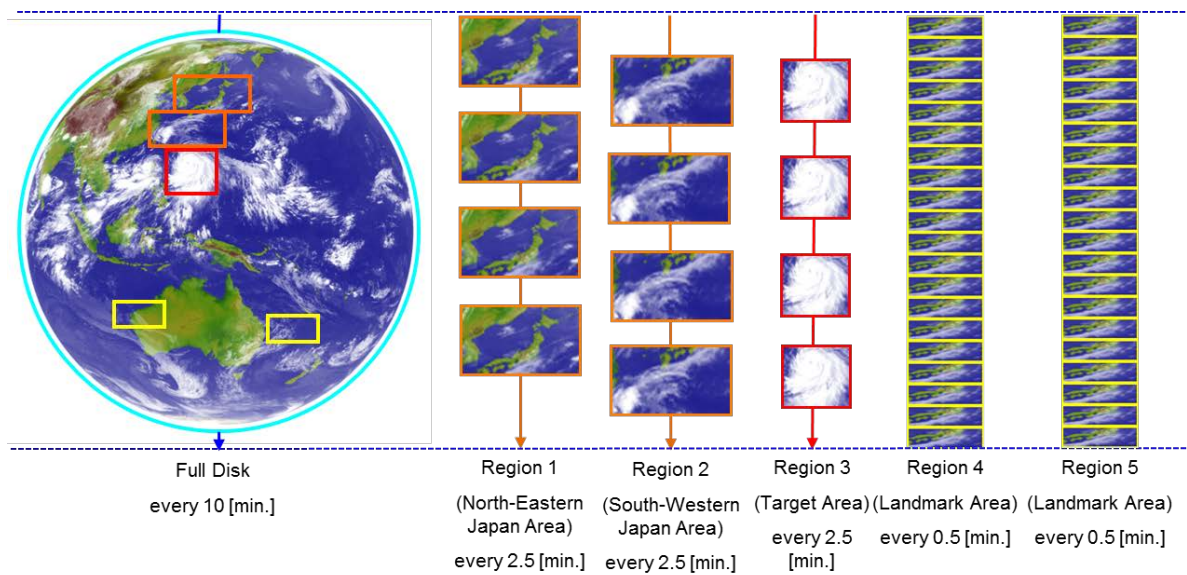 Full Disk
every 10 [min.]
Region 1
(North-Eastern
Japan Area)
every 2.5 [min.]
Region 2
(South-Western
Japan Area)
every 2.5 [min.]
Region 3
(Target Area)
every 2.5
[min.]
Region 4
(Landmark Area)
every 0.5 [min.]
Region 5
(Landmark Area)
every 0.5 [min.]